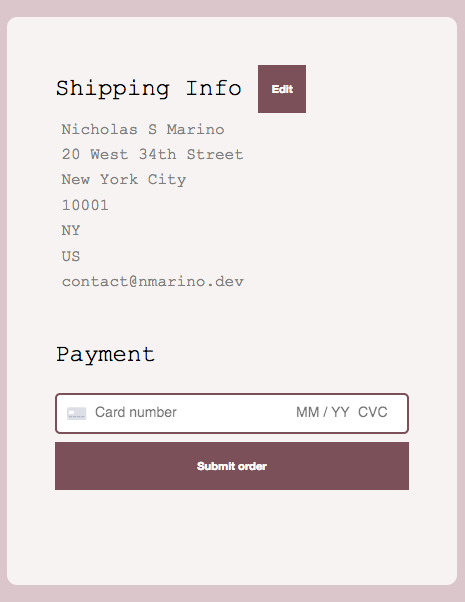 Shipping Info Edit
Nicholas S Marino
20 West 34th Street
New York City
10001
NY
US
contact@nmarino.dev
Payment
Card number MM / YY CVC
Submit order